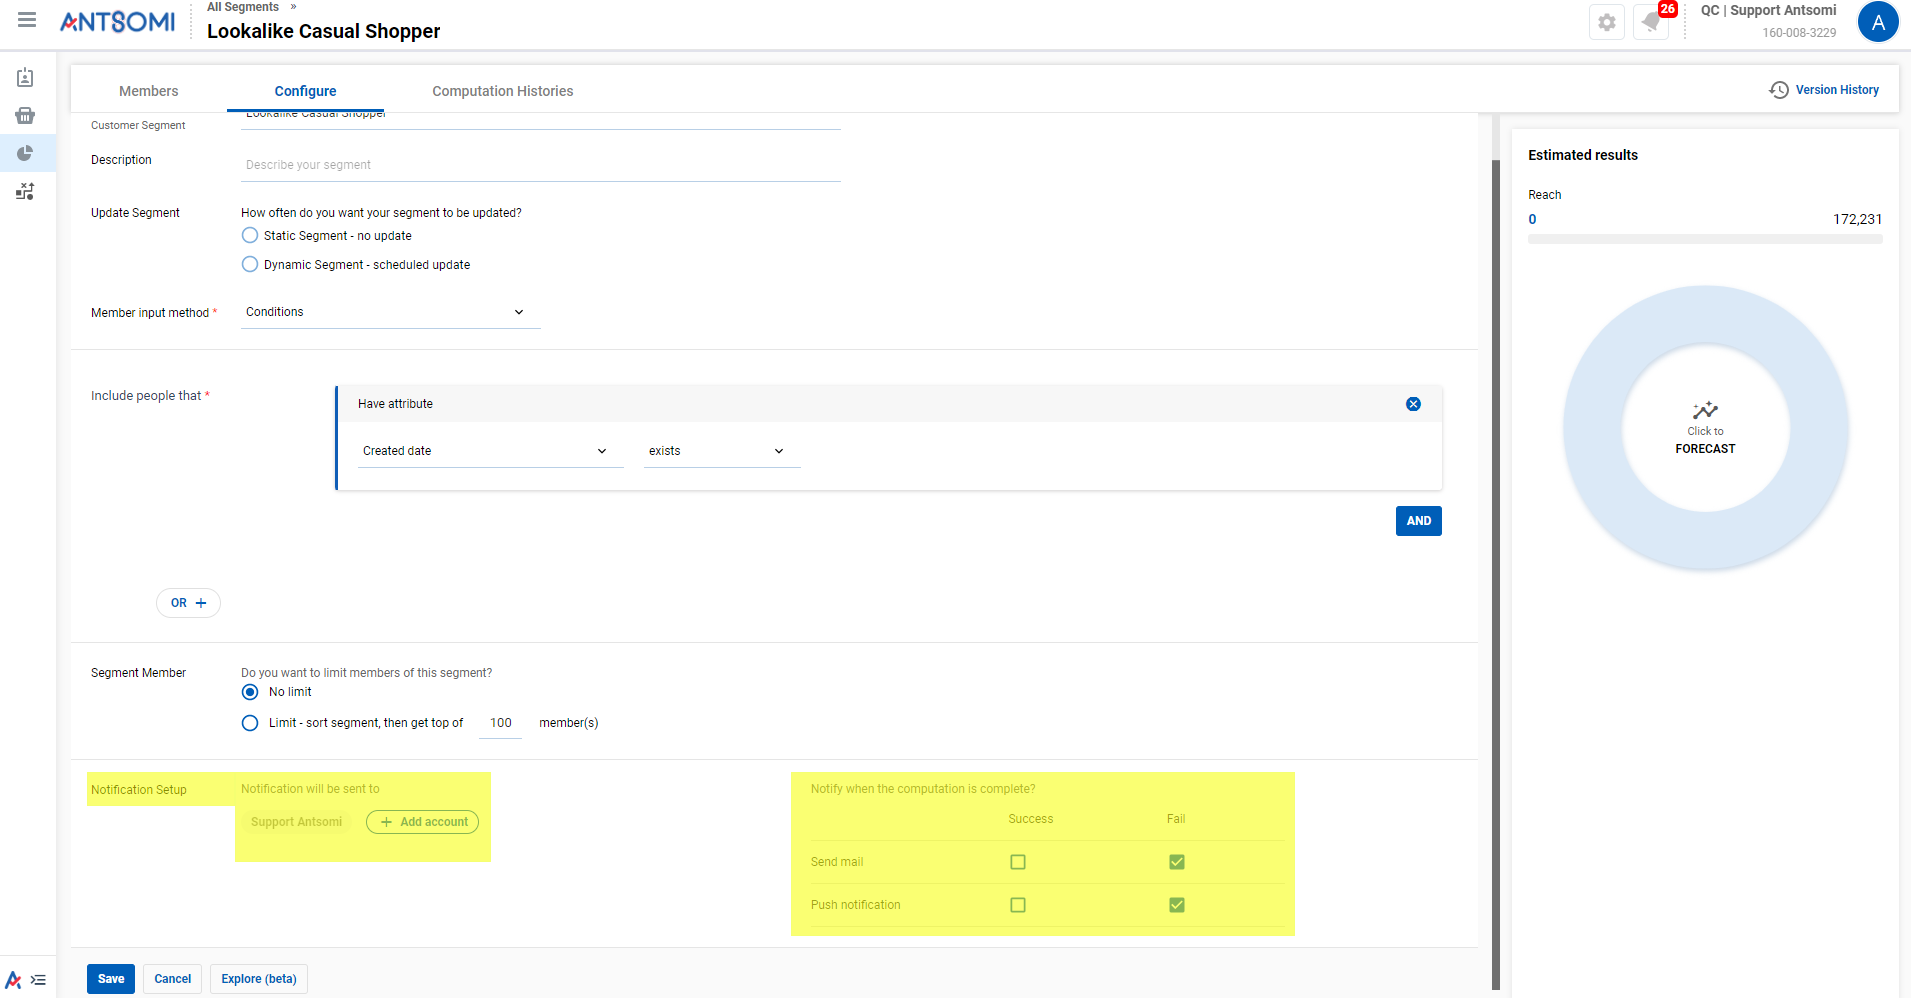 All Segments »
ANTSOMI
Lookalike Casual Shopper
26
QC | Support Antsomi
160-008-3229
A
Members
Configure
Computation Histories
Version History
Lookalike Casual Shopper
Customer Segment
Description
Describe your segment
Update Segment
How often do you want your segment to be updated?
Static Segment - no update
Dynamic Segment - scheduled update
Member input method *
Conditions
Include people that *
Have attribute
Created date
exists
AND
OR +
Segment Member
Do you want to limit members of this segment?
No limit
Limit - sort segment, then get top of 100 member(s)
Notification Setup
Notification will be sent to
Support Antsomi
+ Add account
Notify when the computation is complete?
Success Fail
Send mail
Push notification
Save
Cancel
Explore (beta)
Estimated results
Reach
0 172,231
Click to
FORECAST